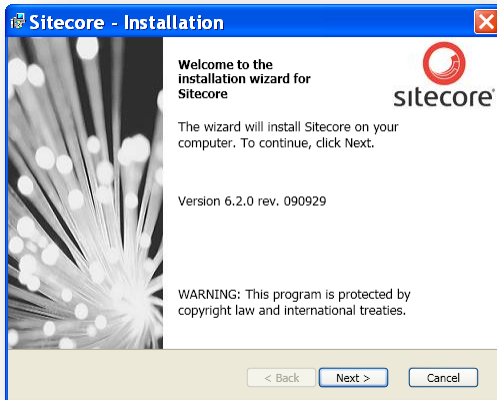 Sitecore - Installation
Welcome to the
installation wizard for
Sitecore
sitecore
The wizard will install Sitecore on your
computer. To continue, click Next.
Version 6.2.0 rev. 090929
WARNING: This program is protected by
copyright law and international treaties.
< Back Next > Cancel